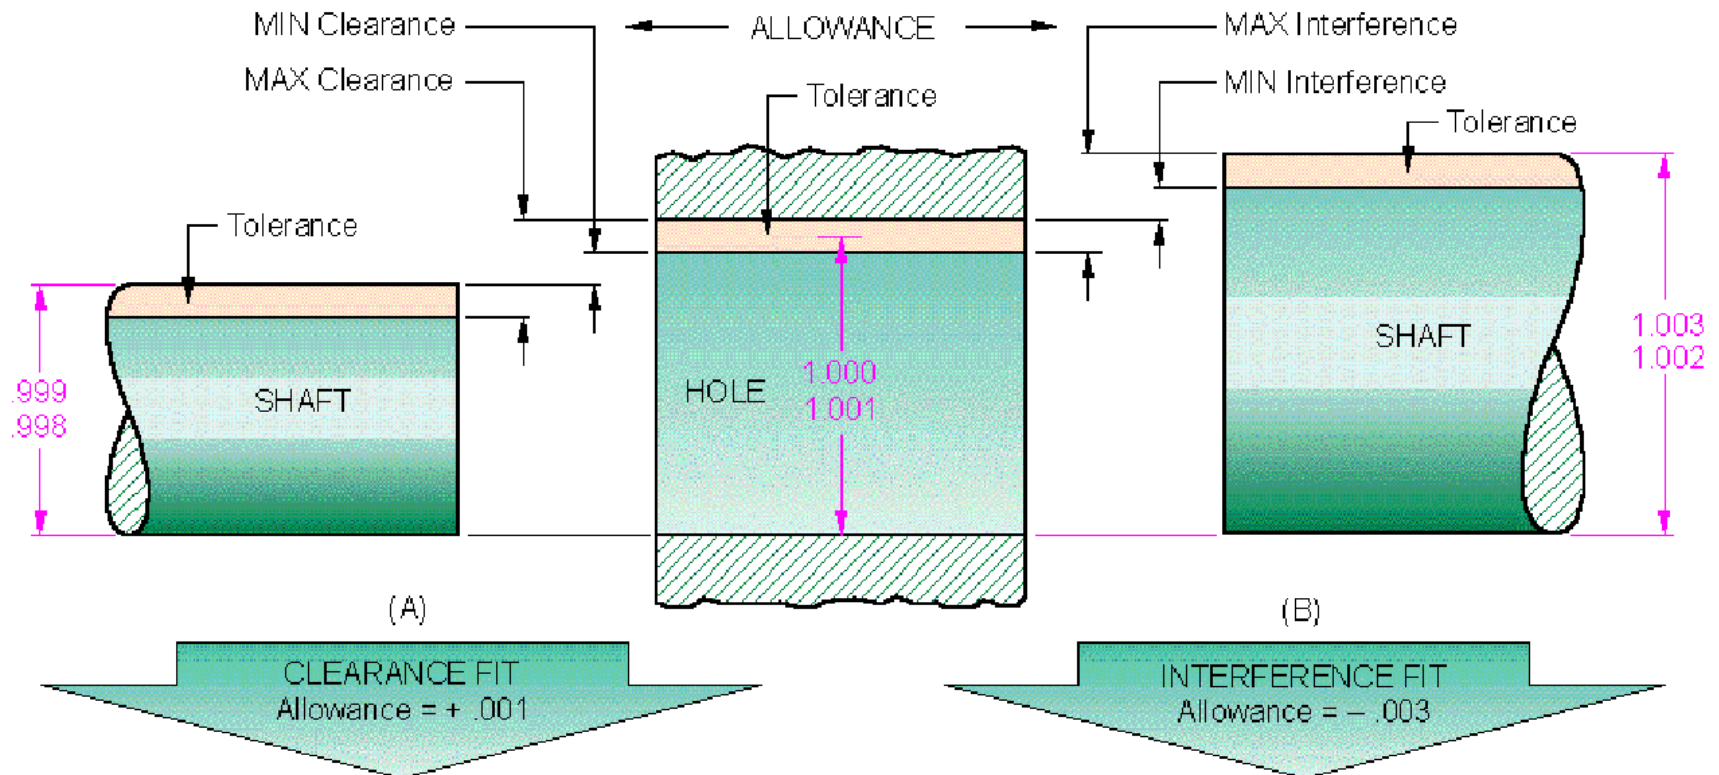 MIN Clearance
ALLOWANCE
MAX Interference
MAX Clearance
MIN Interference
Tolerance
Tolerance
Tolerance
SHAFT
.999
.998
HOLE
1.000
1.001
SHAFT
1.003
1.002
(A)
(B)
CLEARANCE FIT
Allowance = + .001
INTERFERENCE FIT
Allowance = – .003